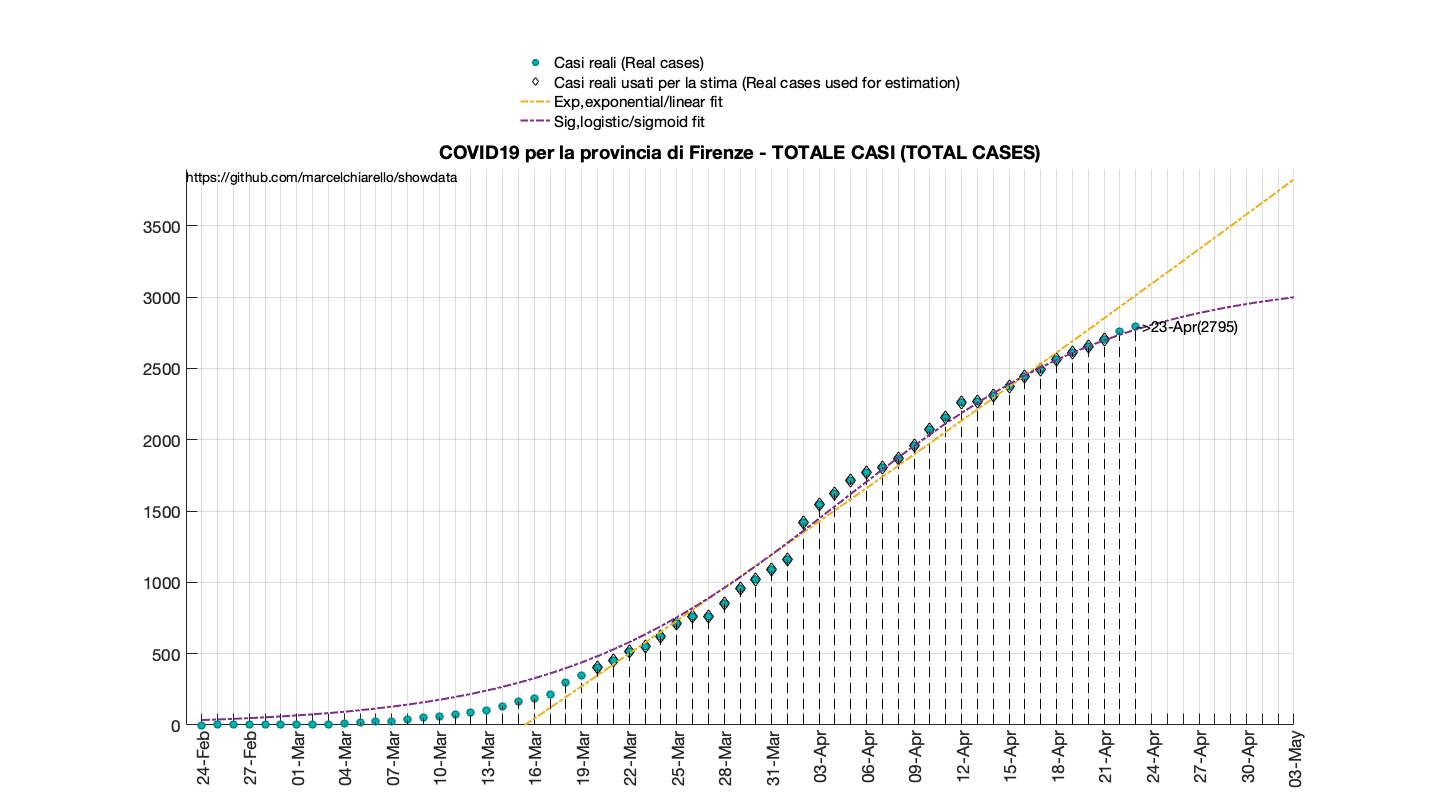 Casi reali (Real cases)
Casi reali usati per la stima (Real cases used for estimation)
Exp,exponential/linear fit
Sig,logistic/sigmoid fit
COVID19 per la provincia di Firenze - TOTALE CASI (TOTAL CASES)
https://github.com/marcelchiarello/showdata
3500
3000
2500
2000
1500
1000
500
0
->23-Apr(2795)
24-Feb
27-Feb
01-Mar
04-Mar
07-Mar
10-Mar
13-Mar
16-Mar
19-Mar
22-Mar
25-Mar
28-Mar
31-Mar
03-Apr
06-Apr
09-Apr
12-Apr
15-Apr
18-Apr
21-Apr
24-Apr
27-Apr
30-Apr
03-May